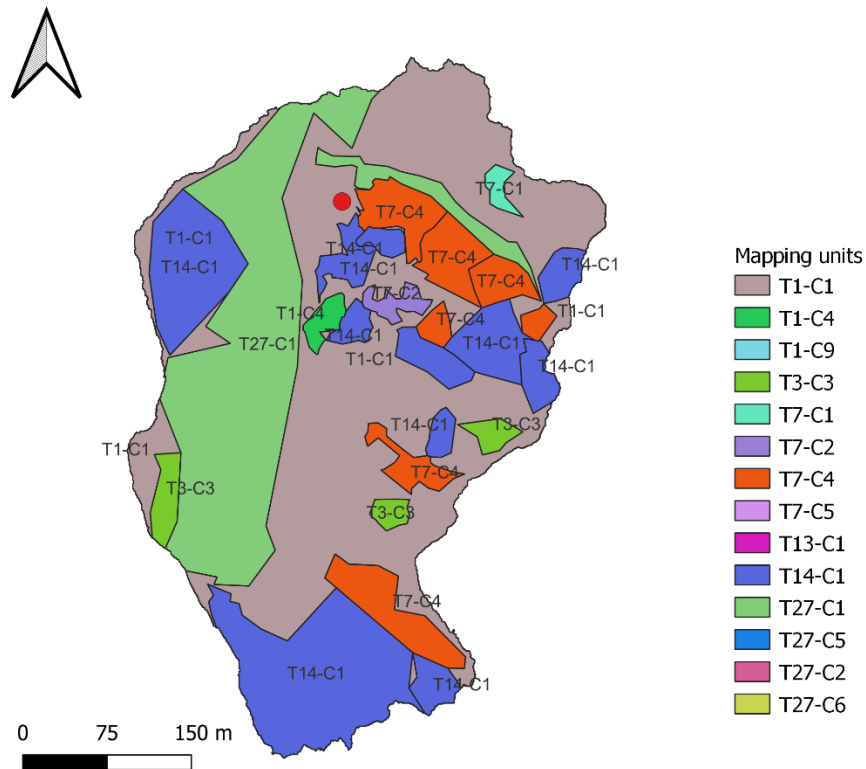 T7-C1
T7-C4
T1-C1
T14-C1
T14-C1
T14-C1
T7-C4
T14-C1
T7-C4
T7-C2
T1-C4
T1-C1
T7-C4
T14-C1
T27-C1
T14-C1
T1-C1
T14-C1
T14-C1
T3-C3
T1-C1
T7-C4
T3-C3
T3-C3
T7-C4
T14-C1
T14-C1
0 75 150 m
Mapping units
T1-C1
T1-C4
T1-C9
T3-C3
T7-C1
T7-C2
T7-C4
T7-C5
T13-C1
T14-C1
T27-C1
T27-C5
T27-C2
T27-C6